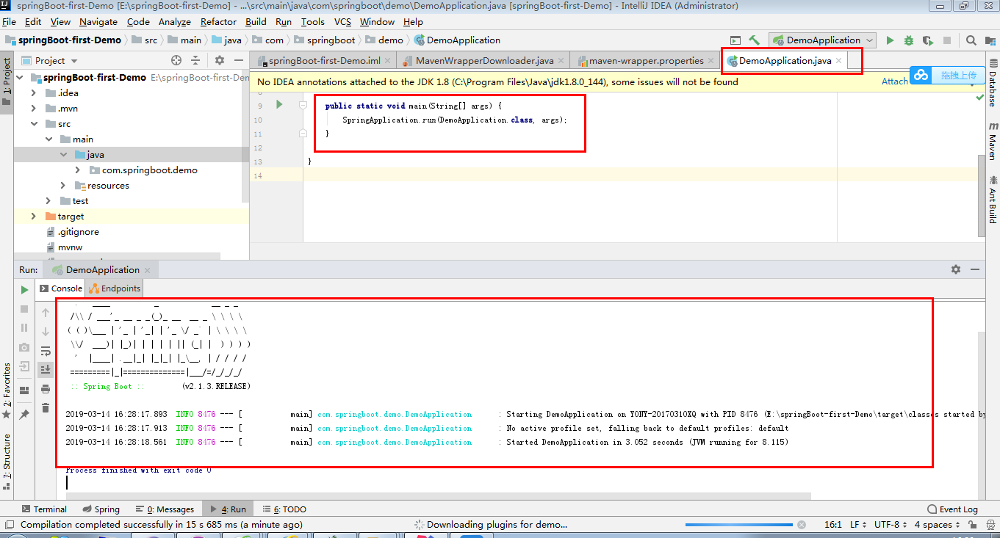 springBoot-first-Demo [E:\springBoot-first-Demo] - ...\src\main\java\com\springboot\demo\DemoApplication.java [springBoot-first-Demo] - IntelliJ IDEA (Administrator)
File Edit View Navigate Code Analyze Refactor Build Run Tools VCS Window Help
springBoot-first-Demo src main java com springboot demo DemoApplication DemoApplication
1: Project
Project
springBoot-first-Demo.iml MavenWrapperDownloader.java maven-wrapper.properties DemoApplication.java
springBoot-first-Demo E:\springBoot-first-Dem
No IDEA annotations attached to the JDK 1.8 (C:\Program Files\Java\jdk1.8.0_144), some issues will not be found Attach
拖拽上传
.idea
.mvn
src
main
java
com.springboot.demo
resources
test
target
.gitignore
mvnw
9 public static void main(String[] args) {
10 SpringApplication.run(DemoApplication.class, args);
11 }
12
13 }
14
Database
Maven
Ant Build
Run: DemoApplication
Console Endpoints
:: Spring Boot :: (v2.1.3.RELEASE)
2019-03-14 16:28:17.893 INFO 8476 --- [ main] com.springboot.demo.DemoApplication : Starting DemoApplication on YONY-20170310XQ with PID 8476 (E:\springBoot-first-Demo\target\classes started by
2019-03-14 16:28:17.913 INFO 8476 --- [ main] com.springboot.demo.DemoApplication : No active profile set, falling back to default profiles: default
2019-03-14 16:28:18.561 INFO 8476 --- [ main] com.springboot.demo.DemoApplication : Started DemoApplication in 3.052 seconds (JVM running for 8.115)
Process finished with exit code 0
2: Favorites
7: Structure
Terminal Spring 0: Messages 4: Run 6: TODO Event Log
Compilation completed successfully in 15 s 685 ms (a minute ago) Downloading plugins for demo... 16:1 LF UTF-8 4 spaces